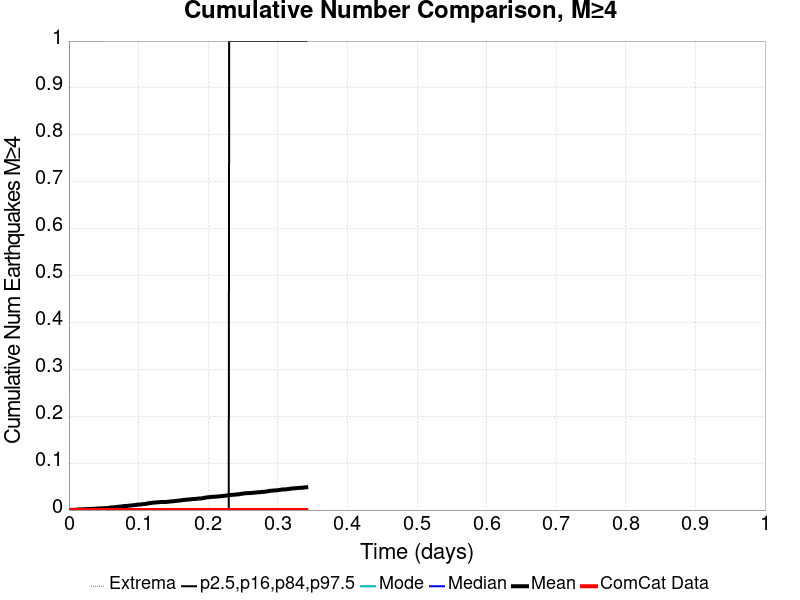 Cumulative Number Comparison, M≥4
Cumulative Num Earthquakes M≥4
1
0.9
0.8
0.7
0.6
0.5
0.4
0.3
0.2
0.1
0
0 0.1 0.2 0.3 0.4 0.5 0.6 0.7 0.8 0.9 1
Time (days)
Extrema p2.5,p16,p84,p97.5 Mode Median Mean ComCat Data